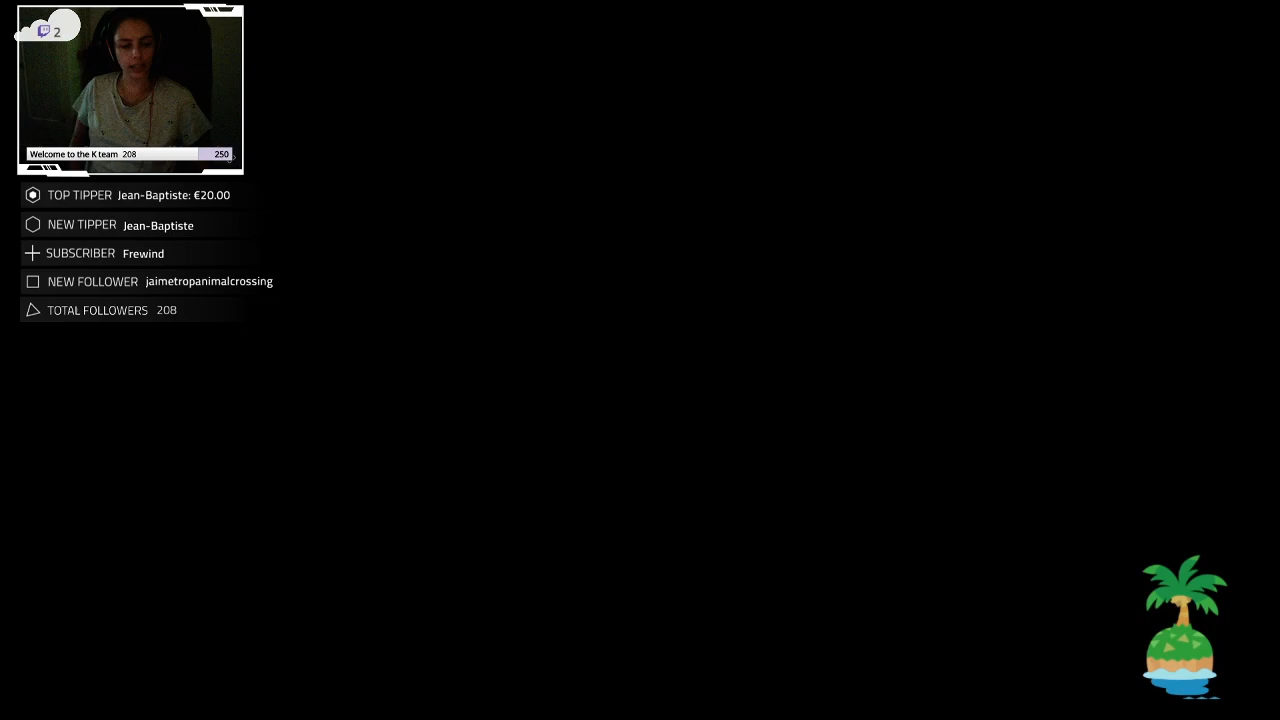 2
Welcome to the K team 208 250
TOP TIPPER Jean-Baptiste: €20.00
NEW TIPPER Jean-Baptiste
SUBSCRIBER Frewind
NEW FOLLOWER jaimetropanimalcrossing
TOTAL FOLLOWERS 208